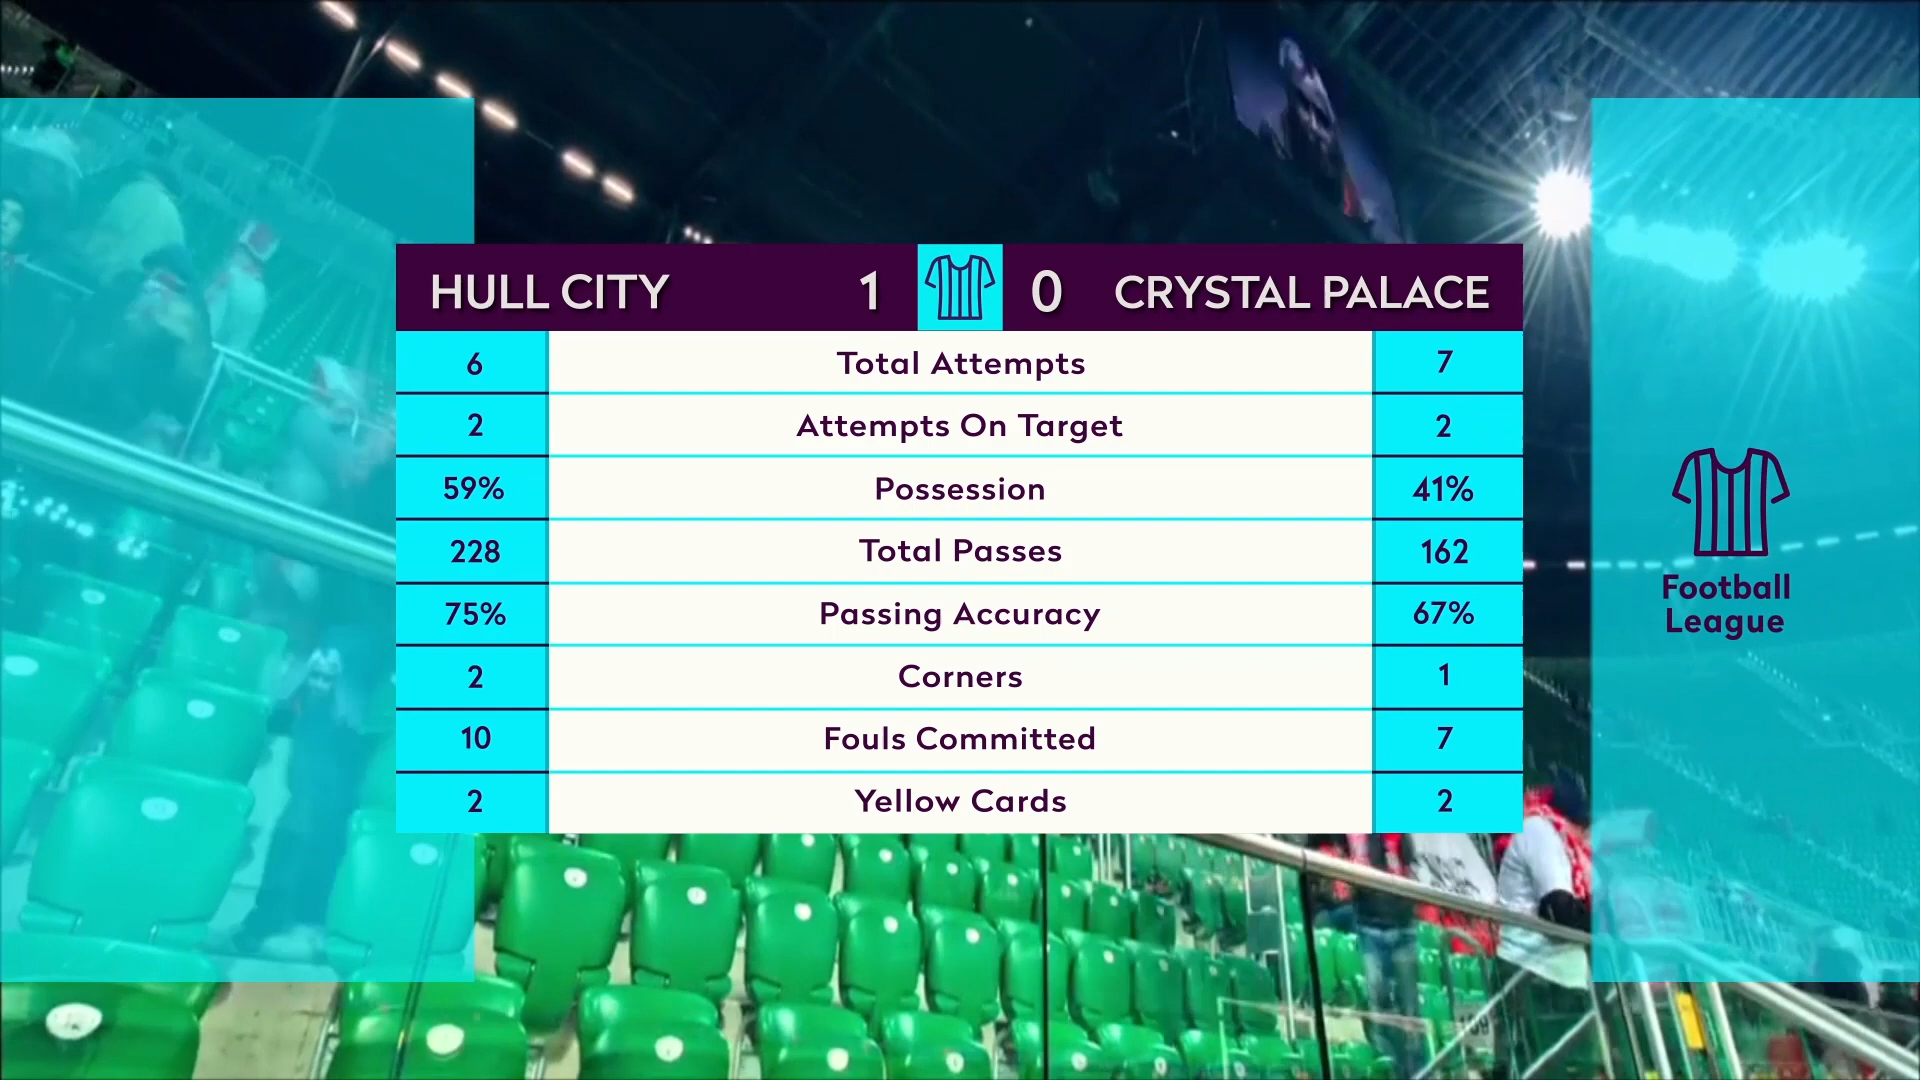 HULL CITY 1 0 CRYSTAL PALACE
6 Total Attempts 7
2 Attempts On Target 2
59% Possession 41%
228 Total Passes 162
75% Passing Accuracy 67%
2 Corners 1
10 Fouls Committed 7
2 Yellow Cards 2
Football
League